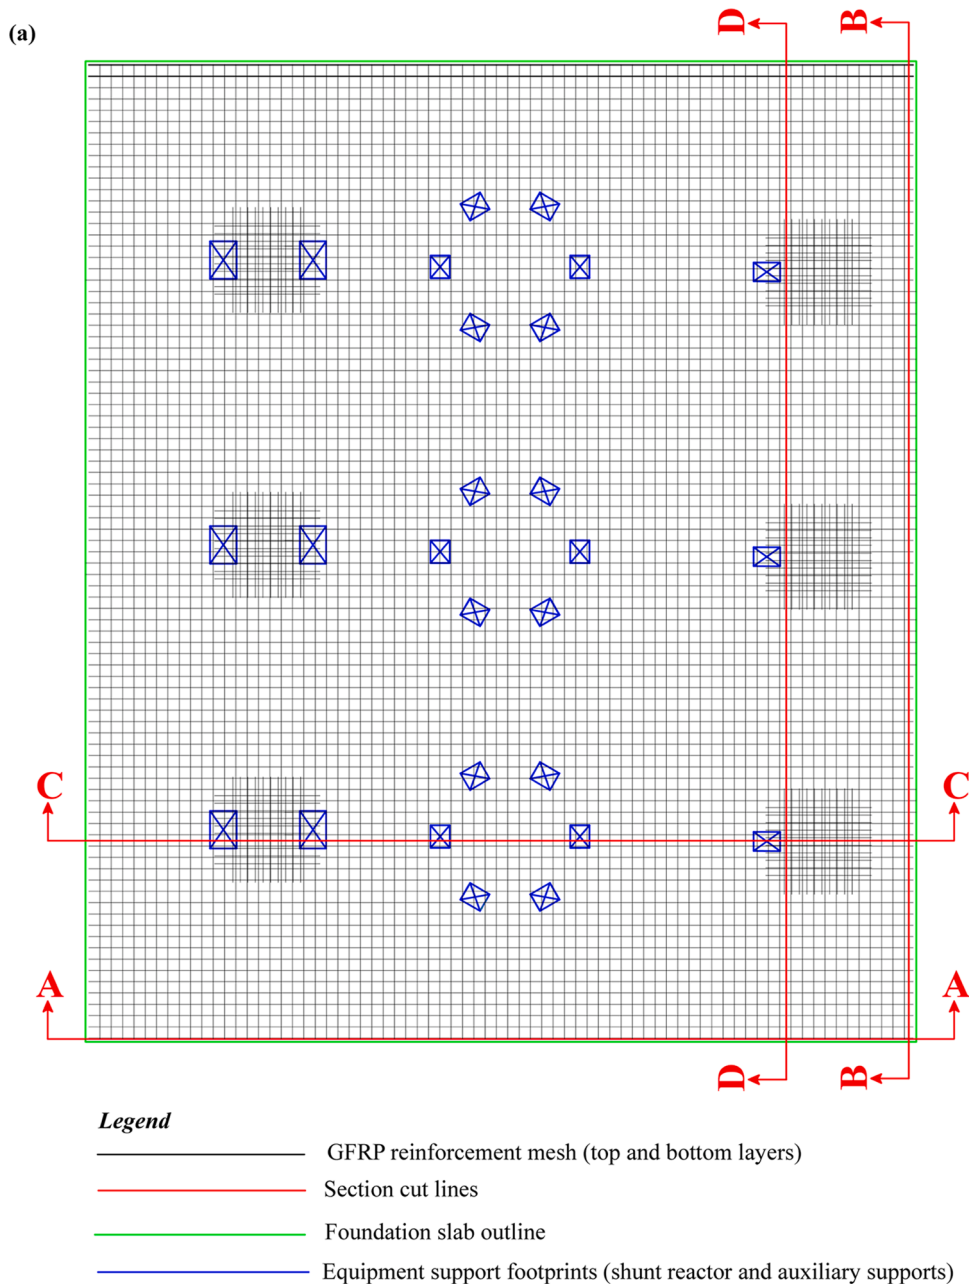 (a)
D B
C C
A A
D B
Legend
GFRP reinforcement mesh (top and bottom layers)
Section cut lines
Foundation slab outline
Equipment support footprints (shunt reactor and auxiliary supports)